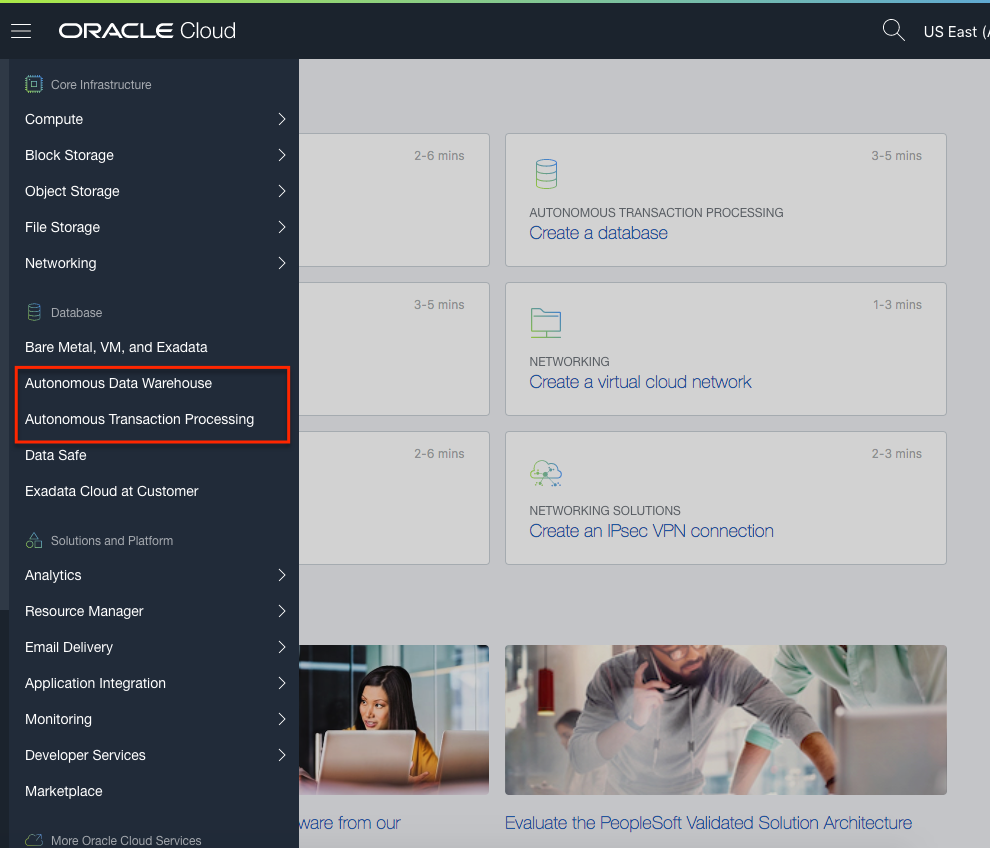 ORACLE Cloud
US East (
Core Infrastructure
Compute
Block Storage
Object Storage
File Storage
Networking
Database
Bare Metal, VM, and Exadata
Autonomous Data Warehouse
Autonomous Transaction Processing
Data Safe
Exadata Cloud at Customer
Solutions and Platform
Analytics
Resource Manager
Email Delivery
Application Integration
Monitoring
Developer Services
Marketplace
More Oracle Cloud Services
2-6 mins
3-5 mins
AUTONOMOUS TRANSACTION PROCESSING
Create a database
3-5 mins
1-3 mins
NETWORKING
Create a virtual cloud network
2-6 mins
2-3 mins
NETWORKING SOLUTIONS
Create an IPsec VPN connection
ware from our
Evaluate the PeopleSoft Validated Solution Architecture